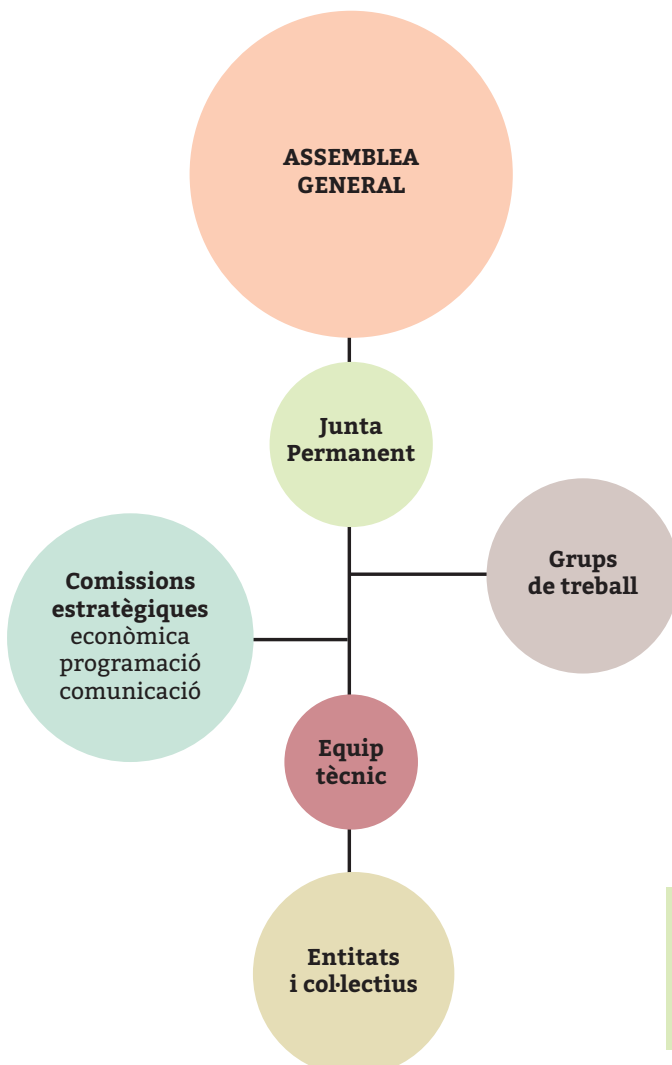 ASSEMBLEA
GENERAL
Junta
Permanent
Grups
de treball
Comissions
estratègiques
econòmica
programació
comunicació
Equip
tècnic
Entitats
i col·lectius